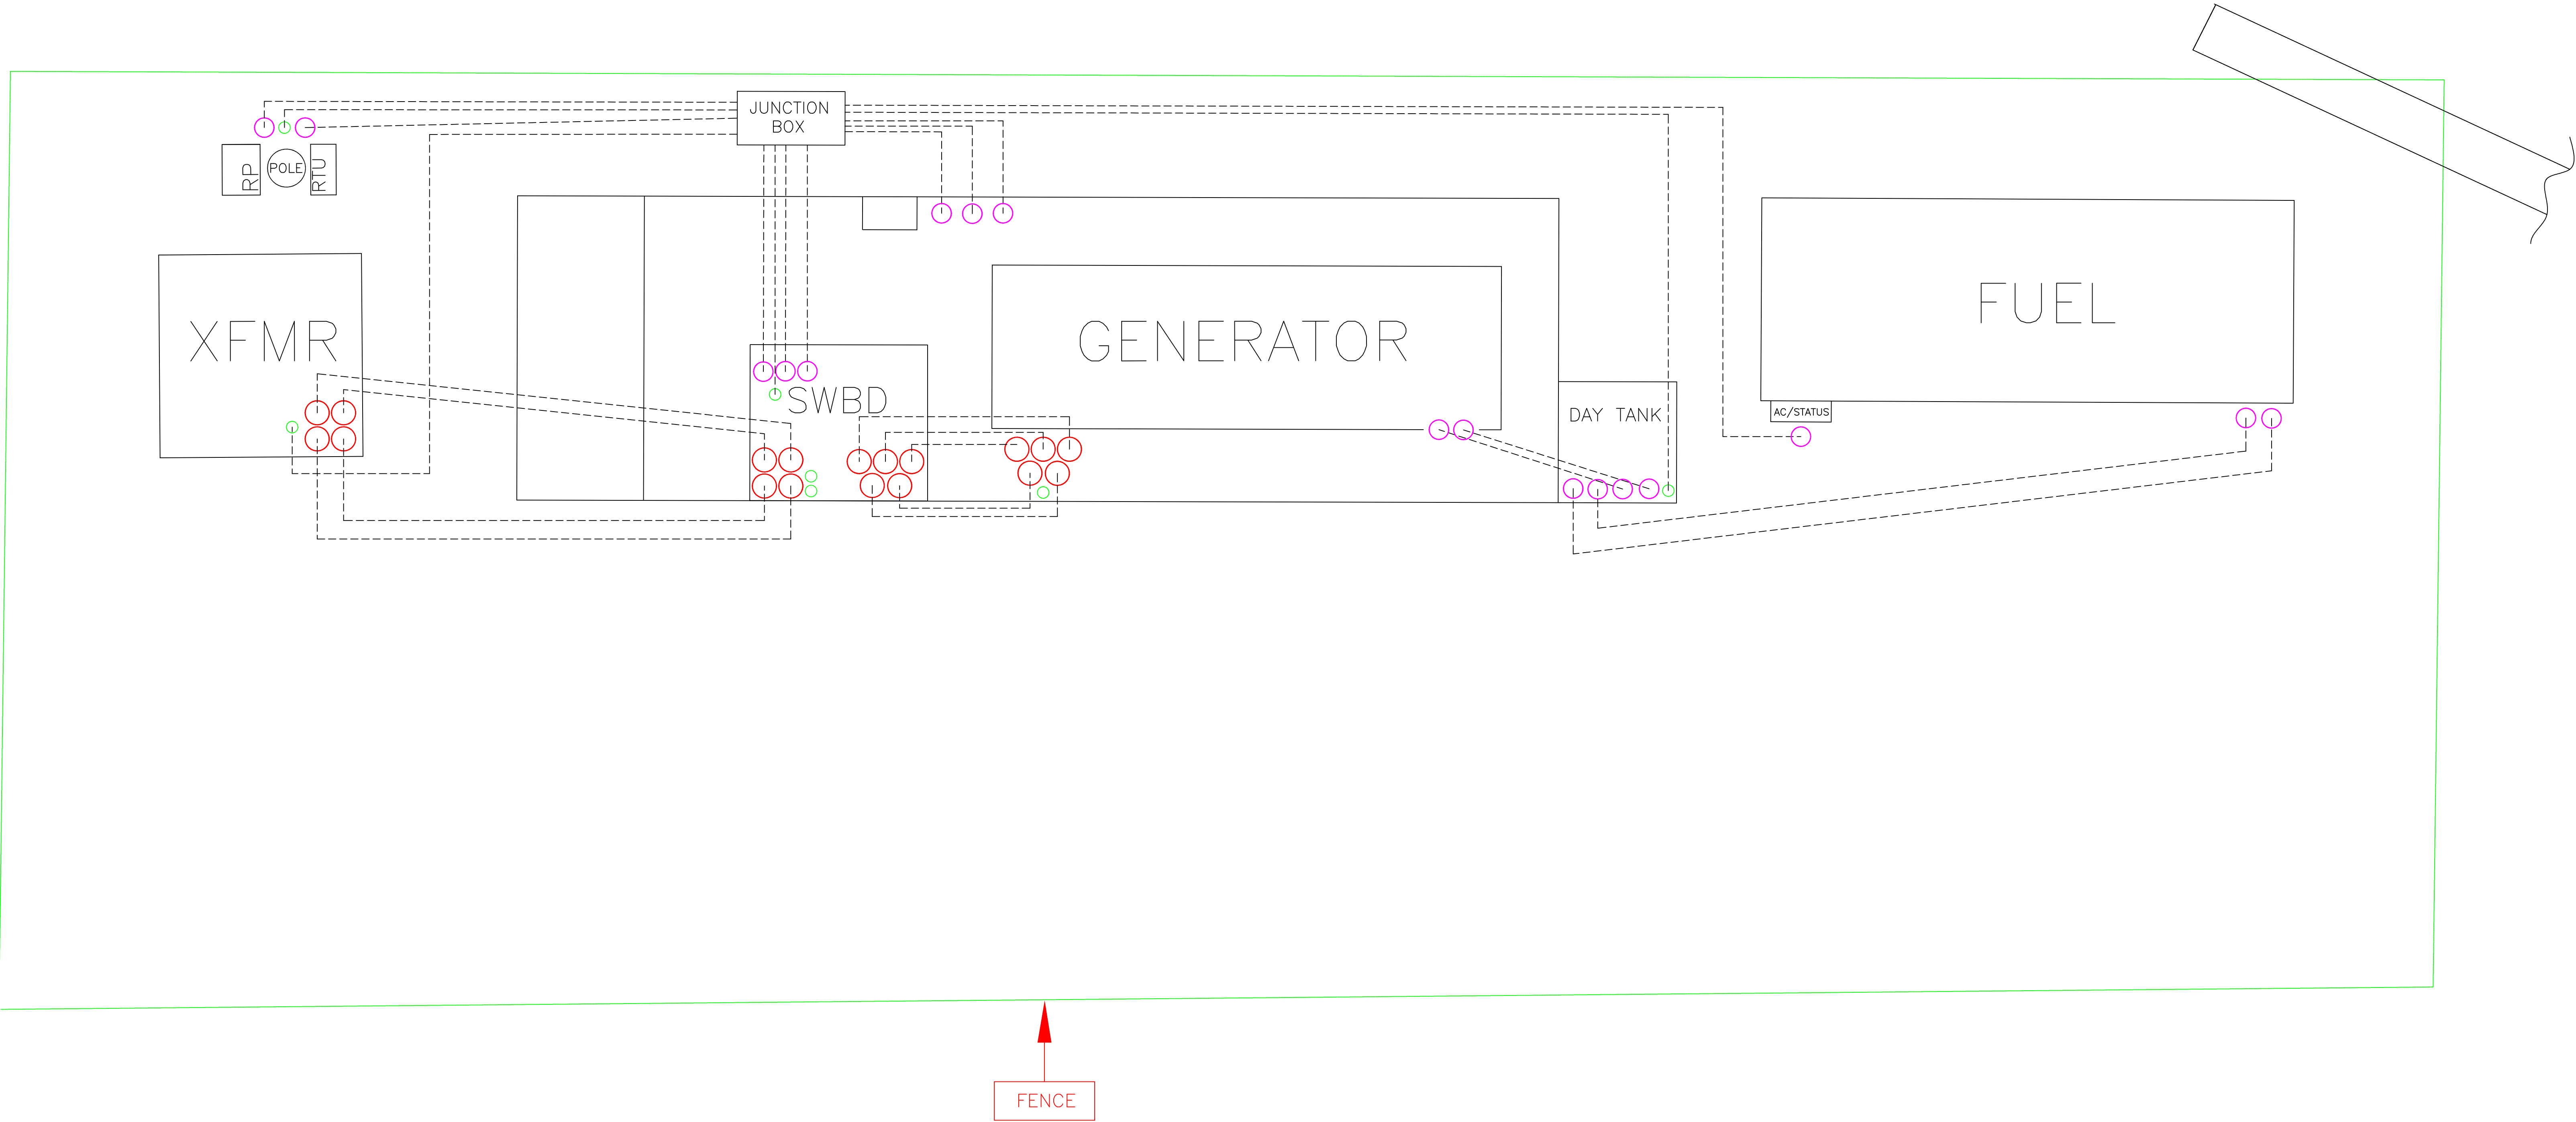 JUNCTION
BOX
RP
POLE
RTU
XFMR
GENERATOR
FUEL
SWBD
DAY TANK
AC/STATUS
FENCE